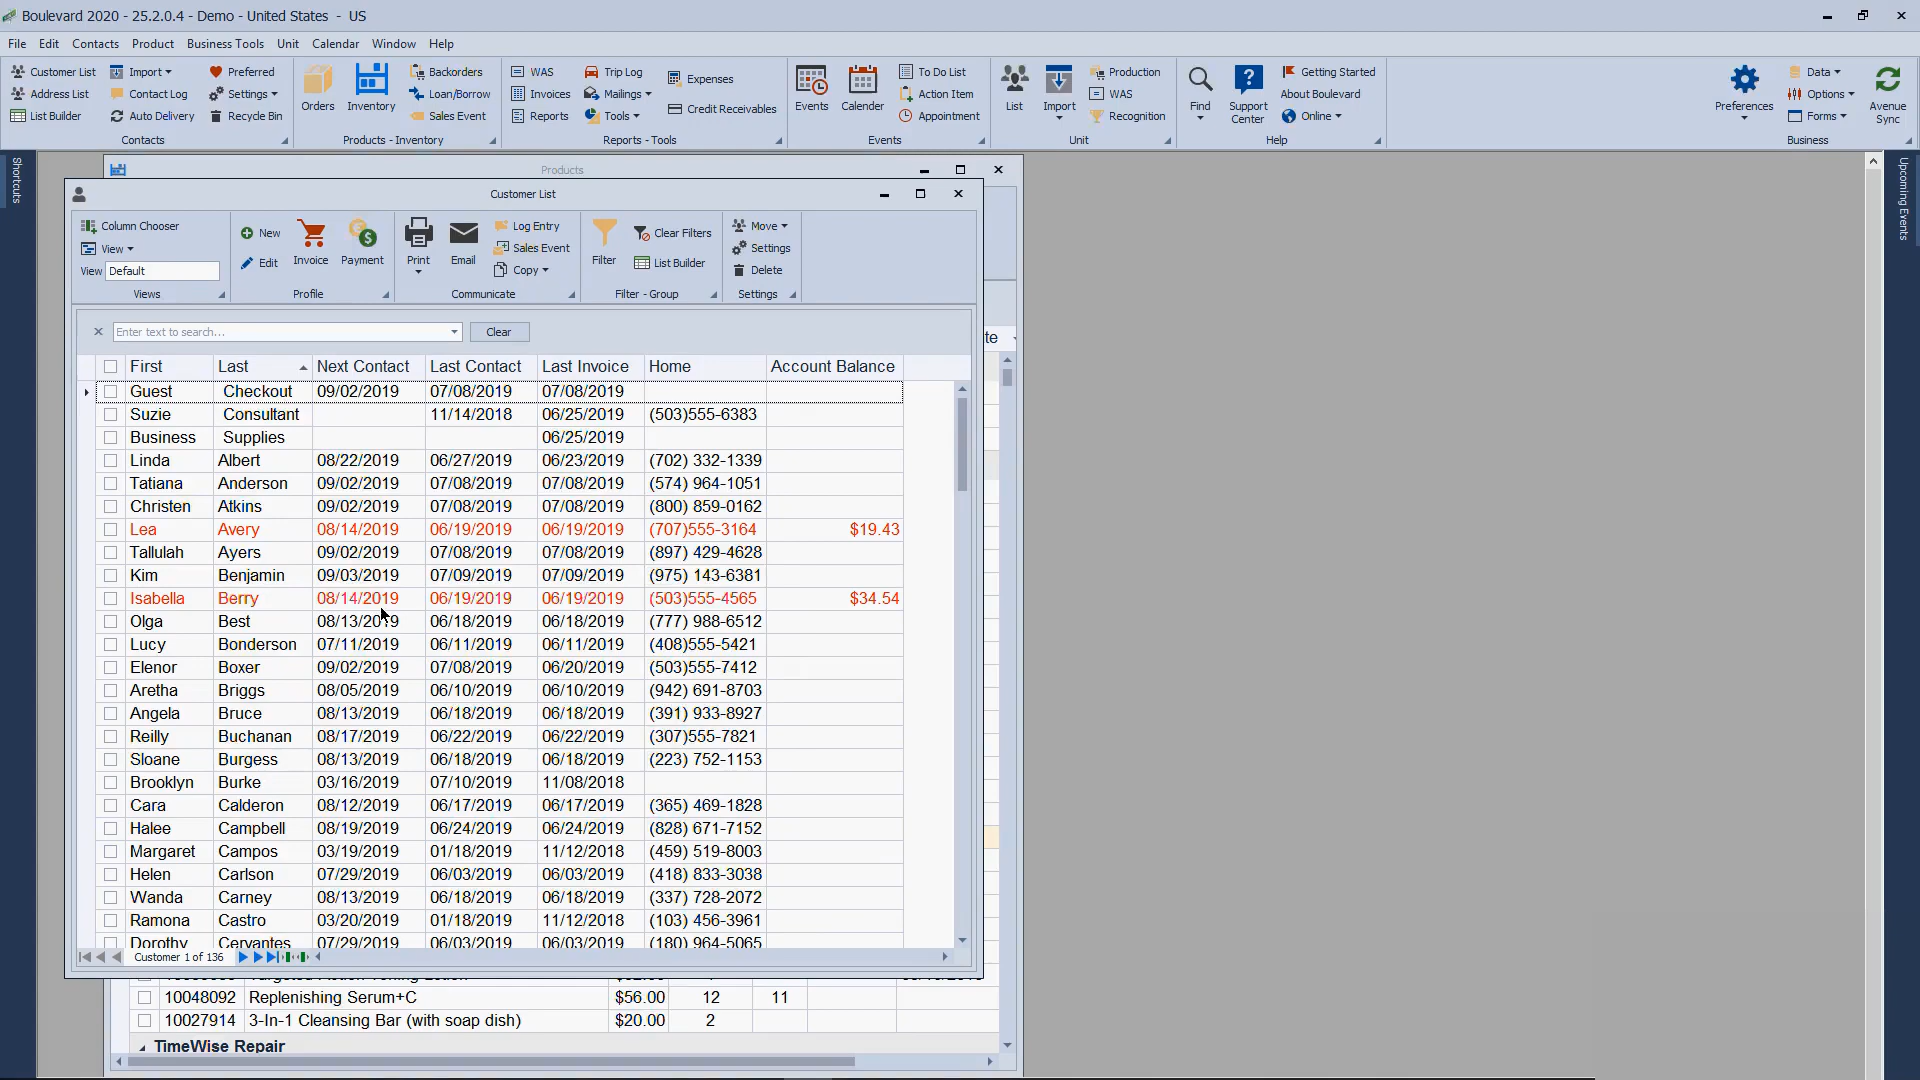 Boulevard 2020 - 25.2.0.4 - Demo - United States  -  US
File Edit Contacts Product Business Tools Unit Calendar Window Help
Customer List Import Preferred
Address List Contact Log Settings
List Builder Auto Delivery Recycle Bin
Contacts
Orders Inventory Backorders
Loan/Borrow
Sales Event
Products - Inventory
WAS Trip Log Expenses
Invoices Mailings Credit Receivables
Reports Tools
Reports - Tools
Events Calender To Do List
Action Item
Appointment
Events
List Import Production
WAS
Recognition
Unit
Find Support Center Getting Started
About Boulevard
Online
Help
Preferences Data
Options
Forms
Avenue Sync
Business
Shortcuts
Upcoming Events
Products
Customer List
Column Chooser
View
View Default
Views
New
Edit
Invoice Payment
Profile
Print Email Log Entry
Sales Event
Copy
Communicate
Filter Clear Filters
List Builder
Filter - Group
Move
Settings
Delete
Settings
Enter text to search... Clear
te
First Last Next Contact Last Contact Last Invoice Home Account Balance
Guest Checkout 09/02/2019 07/08/2019 07/08/2019
Suzie Consultant 11/14/2018 06/25/2019 (503)555-6383
Business Supplies 06/25/2019
Linda Albert 08/22/2019 06/27/2019 06/23/2019 (702) 332-1339
Tatiana Anderson 09/02/2019 07/08/2019 07/08/2019 (574) 964-1051
Christen Atkins 09/02/2019 07/08/2019 07/08/2019 (800) 859-0162
Lea Avery 08/14/2019 06/19/2019 06/19/2019 (707)555-3164 $19.43
Tallulah Ayers 09/02/2019 07/08/2019 07/08/2019 (897) 429-4628
Kim Benjamin 09/03/2019 07/09/2019 07/09/2019 (975) 143-6381
Isabella Berry 08/14/2019 06/19/2019 06/19/2019 (503)555-4565 $34.54
Olga Best 08/13/2019 06/18/2019 06/18/2019 (777) 988-6512
Lucy Bonderson 07/11/2019 06/11/2019 06/11/2019 (408)555-5421
Elenor Boxer 09/02/2019 07/08/2019 06/20/2019 (503)555-7412
Aretha Briggs 08/05/2019 06/10/2019 06/10/2019 (942) 691-8703
Angela Bruce 08/13/2019 06/18/2019 06/18/2019 (391) 933-8927
Reilly Buchanan 08/17/2019 06/22/2019 06/22/2019 (307)555-7821
Sloane Burgess 08/13/2019 06/18/2019 06/18/2019 (223) 752-1153
Brooklyn Burke 03/16/2019 07/10/2019 11/08/2018
Cara Calderon 08/12/2019 06/17/2019 06/17/2019 (365) 469-1828
Halee Campbell 08/19/2019 06/24/2019 06/24/2019 (828) 671-7152
Margaret Campos 03/19/2019 01/18/2019 11/12/2018 (459) 519-8003
Helen Carlson 07/29/2019 06/03/2019 06/03/2019 (418) 833-3038
Wanda Carney 08/13/2019 06/18/2019 06/18/2019 (337) 728-2072
Ramona Castro 03/20/2019 01/18/2019 11/12/2018 (103) 456-3961
Dorothy Cervantes 07/29/2019 06/03/2019 06/03/2019 (180) 964-5065
Customer 1 of 136
10048092 Replenishing Serum+C $56.00 12 11
10027914 3-In-1 Cleansing Bar (with soap dish) $20.00 2
TimeWise Repair